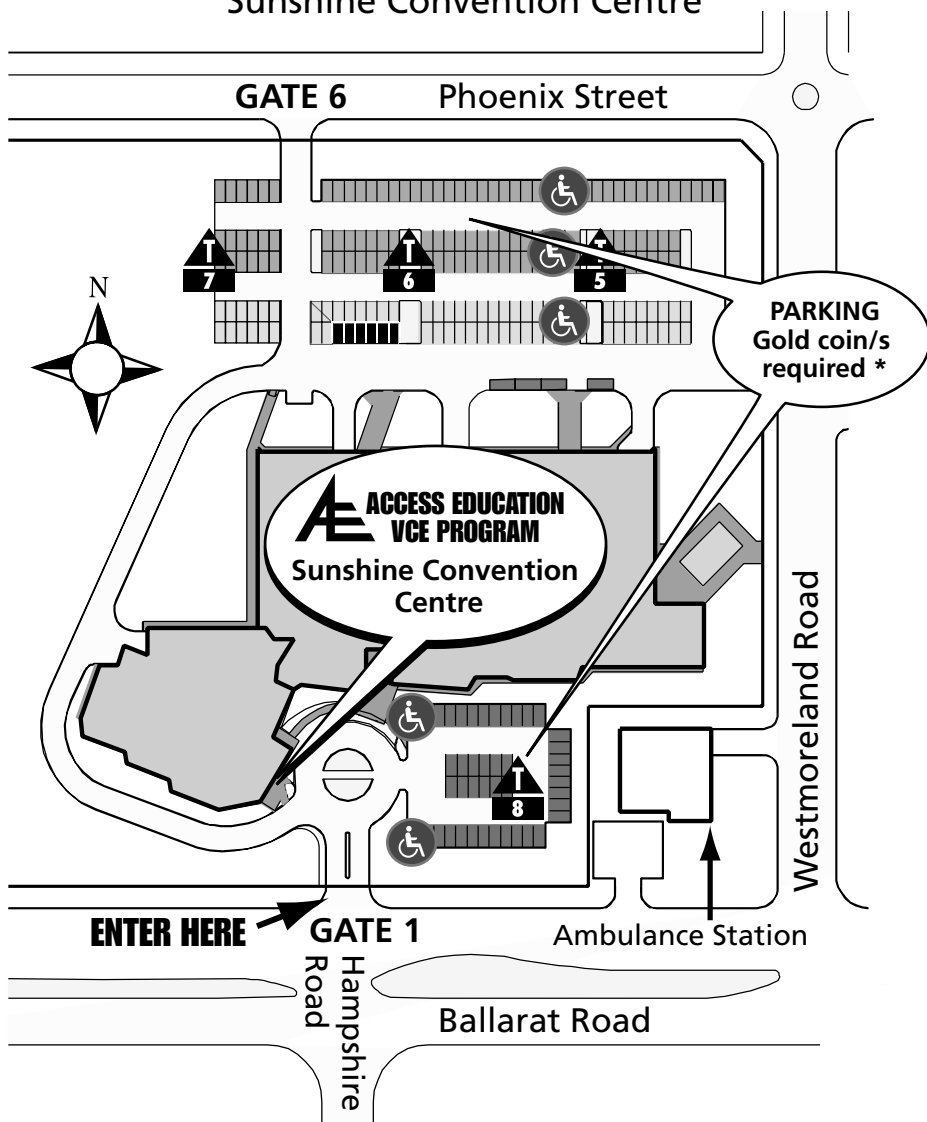 Sunshine Convention Centre
GATE 6
Phoenix Street
T
7
T
6
T
5
N
PARKING
Gold coin/s
required *
AE ACCESS EDUCATION
VCE PROGRAM
Sunshine Convention
Centre
Westmoreland Road
T
8
ENTER HERE
GATE 1
Ambulance Station
Hampshire
Road
Ballarat Road